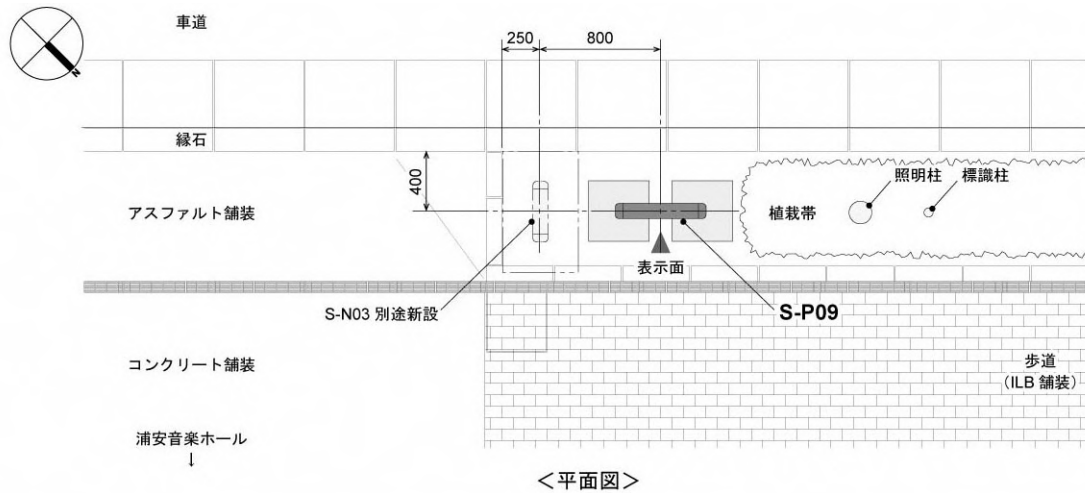 車道
N
250
800
縁石
400
アスファルト舗装
照明柱
標識柱
植栽帯
表示面
S-N03 別途新設
S-P09
コンクリート舗装
歩道
（ILB 舗装）
浦安音楽ホール
↓
＜平面図＞